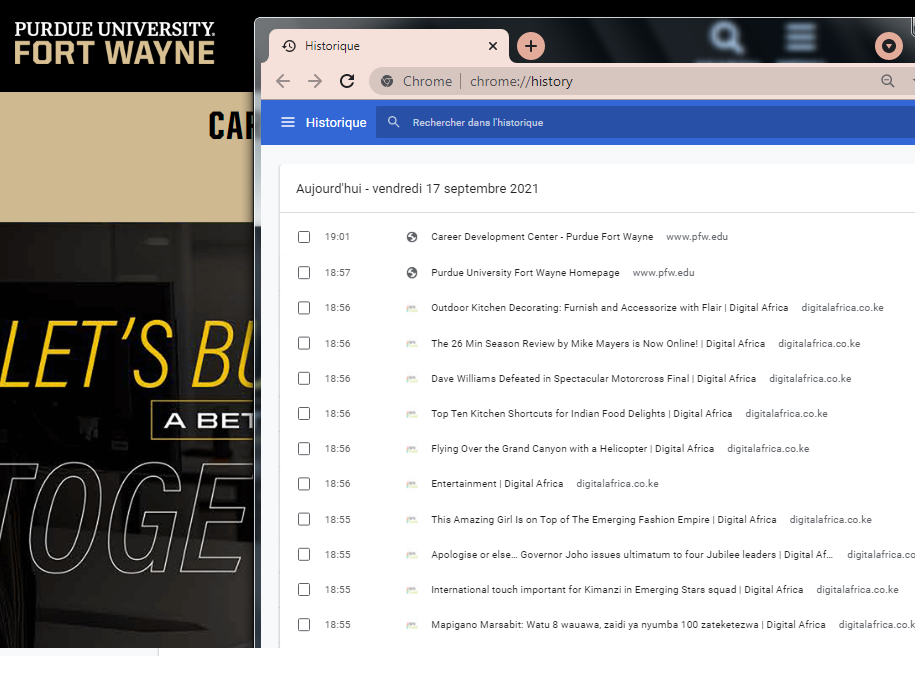 PURDUE UNIVERSITY.
FORT WAYNE
CAR
LET'S BU
A BET
TOGE
Historique
Chrome
chrome://history
Historique
Rechercher dans l'historique
Aujourd'hui - vendredi 17 septembre 2021
19:01 Career Development Center - Purdue Fort Wayne www.pfw.edu
18:57 Purdue University Fort Wayne Homepage www.pfw.edu
18:56 Outdoor Kitchen Decorating: Furnish and Accessorize with Flair | Digital Africa digitalafrica.co.ke
18:56 The 26 Min Season Review by Mike Mayers is Now Online! | Digital Africa digitalafrica.co.ke
18:56 Dave Williams Defeated in Spectacular Motorcross Final | Digital Africa digitalafrica.co.ke
18:56 Top Ten Kitchen Shortcuts for Indian Food Delights | Digital Africa digitalafrica.co.ke
18:56 Flying Over the Grand Canyon with a Helicopter | Digital Africa digitalafrica.co.ke
18:56 Entertainment | Digital Africa digitalafrica.co.ke
18:55 This Amazing Girl Is on Top of The Emerging Fashion Empire | Digital Africa digitalafrica.co.ke
18:55 Apologise or else... Governor Joho issues ultimatum to four Jubilee leaders | Digital Af... digitalafrica.co
18:55 International touch important for Kimanzi in Emerging Stars squad | Digital Africa digitalafrica.co.ke
18:55 Mapigano Marsabit: Watu 8 wauawa, zaidi ya nyumba 100 zateketezwa | Digital Africa digitalafrica.co.k